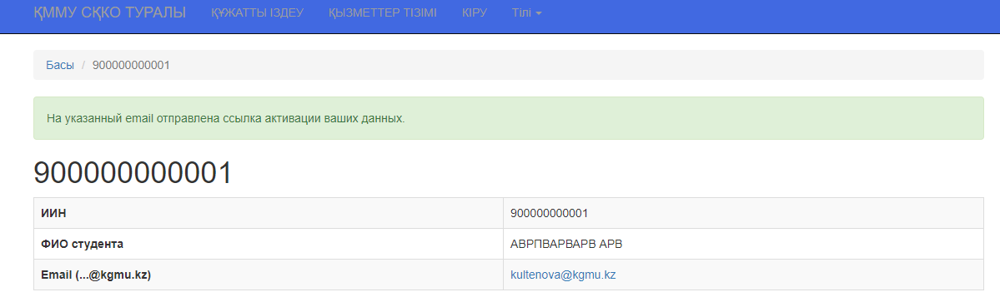 ҚММУ СҚКО ТУРАЛЫ ҚҰЖАТТЫ ІЗДЕУ ҚЫЗМЕТТЕР ТІЗІМІ КІРУ Тілі
Басы / 900000000001
На указанный email отправлена ссылка активации ваших данных.
900000000001
ИИН 900000000001
ФИО студента АВРПВАРВАРВ АРВ
Email (...@kgmu.kz) kultenova@kgmu.kz